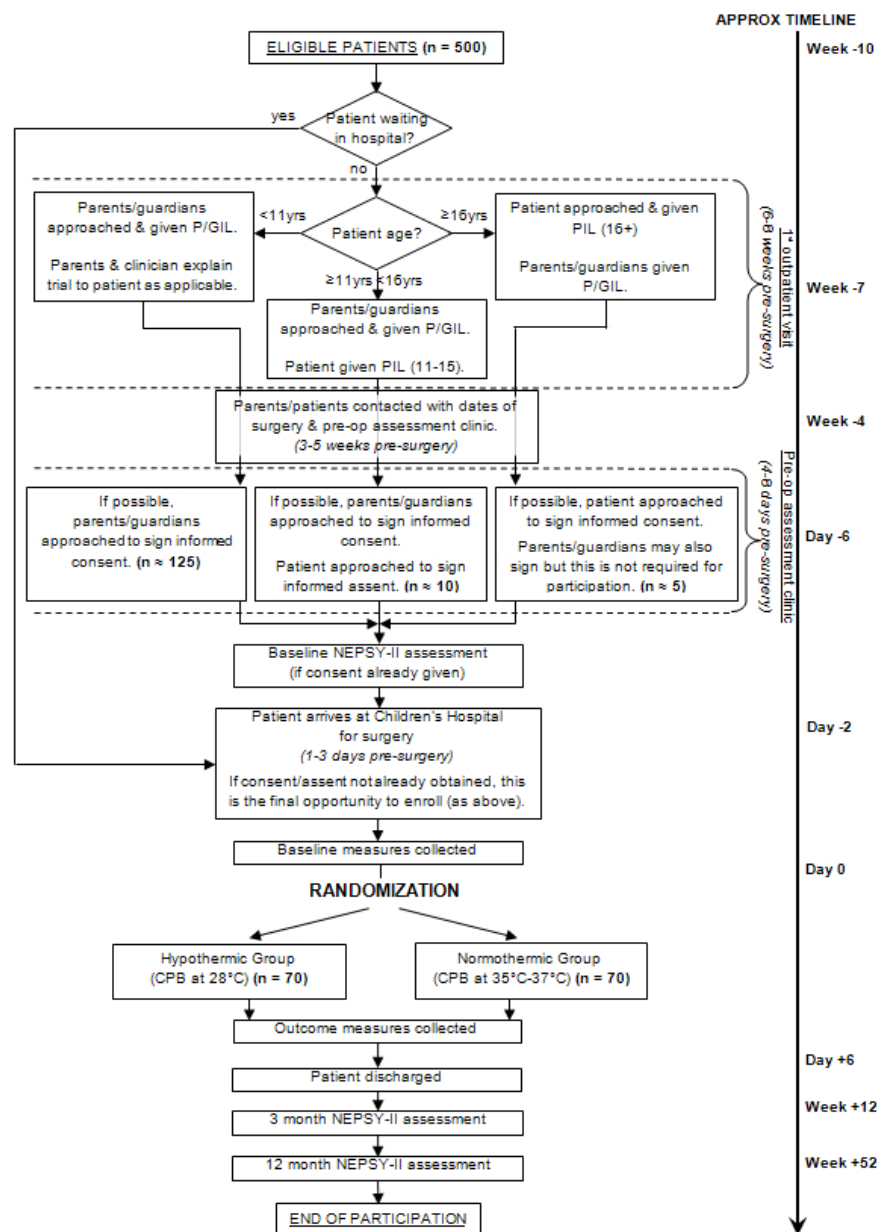 APPROX TIMELINE
ELIGIBLE PATIENTS (n = 500)
Week -10
yes
Patient waiting
in hospital?
no
Parents/guardians
approached & given P/GIL.
Parents & clinician explain
trial to patient as applicable.
<11yrs
Patient age?
≥16yrs
Patient approached & given
PIL (16+)
Parents/guardians given
P/GIL.
≥11yrs <16yrs
Parents/guardians
approached & given P/GIL.
Patient given PIL (11-15).
1st outpatient visit
(6-8 weeks pre-surgery)
Week -7
Parents/patients contacted with dates of
surgery & pre-op assessment clinic.
(3-5 weeks pre-surgery)
Week -4
If possible,
parents/guardians
approached to sign informed
consent. (n ≈ 125)
If possible, parents/guardians
approached to sign informed
consent.
Patient approached to sign
informed assent. (n ≈ 10)
If possible, patient approached
to sign informed consent.
Parents/guardians may also
sign but this is not required for
participation. (n ≈ 5)
Pre-op assessment clinic
(4-8 days pre-surgery)
Day -6
Baseline NEPSY-II assessment
(if consent already given)
Patient arrives at Children's Hospital
for surgery
(1-3 days pre-surgery)
If consent/assent not already obtained, this
is the final opportunity to enroll (as above).
Day -2
Baseline measures collected
Day 0
RANDOMIZATION
Hypothermic Group
(CPB at 28°C) (n = 70)
Normothermic Group
(CPB at 35°C-37°C) (n = 70)
Outcome measures collected
Day +6
Patient discharged
Week +12
3 month NEPSY-II assessment
12 month NEPSY-II assessment
Week +52
END OF PARTICIPATION